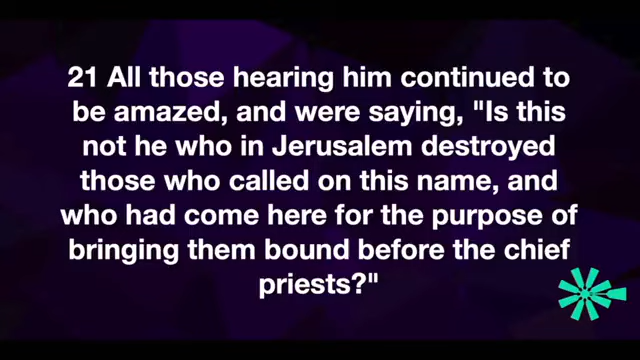 21 All those hearing him continued to
be amazed, and were saying, "Is this
not he who in Jerusalem destroyed
those who called on this name, and
who had come here for the purpose of
bringing them bound before the chief
priests?"